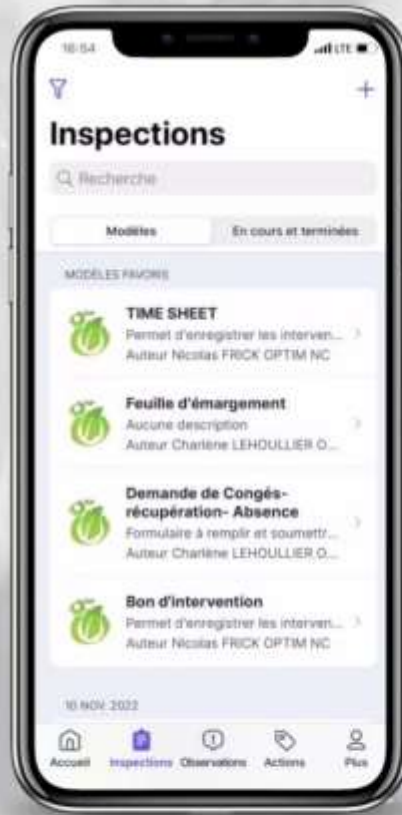 16:54
LTE
Inspections
Recherche
Modèles
En cours et terminées
MODÈLES FAVORIS
TIME SHEET
Permet d'enregistrer les interven...
Auteur Nicolas FRICK OPTIM NC
Feuille d'émargement
Aucune description
Auteur Charlène LEHOULLIER O...
Demande de Congés-
récupération- Absence
Formulaire à remplir et soumettr...
Auteur Charlène LEHOULLIER O...
Bon d'intervention
Permet d'enregistrer les interven...
Auteur Nicolas FRICK OPTIM NC
10 NOV. 2022
Accueil
Inspections
Observations
Actions
Plus